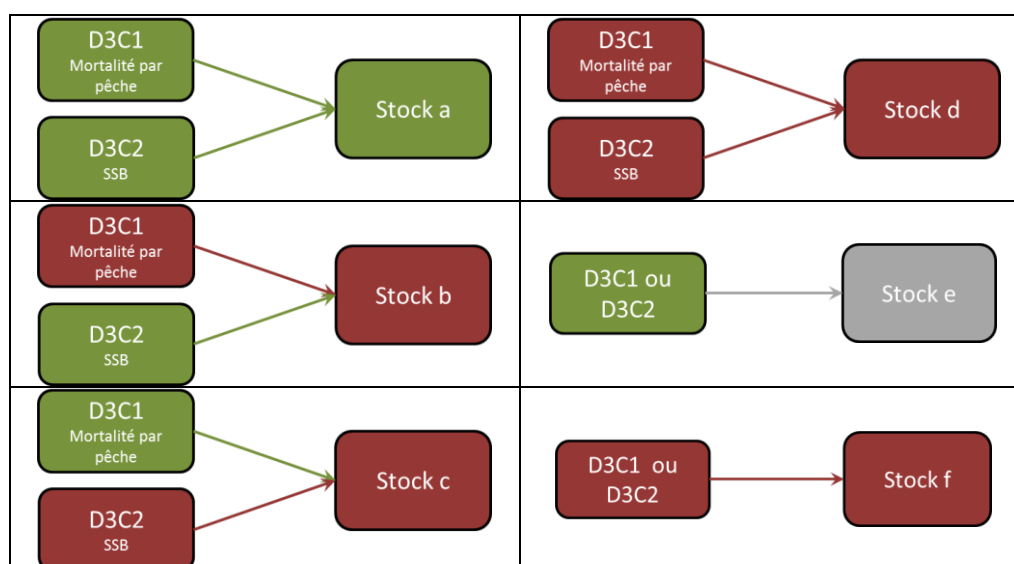 D3C1
Mortalité par
pêche
D3C2
SSB
Stock a
D3C1
Mortalité par
pêche
D3C2
SSB
Stock d
D3C1
Mortalité par
pêche
D3C2
SSB
Stock b
D3C1 ou
D3C2
Stock e
D3C1
Mortalité par
pêche
D3C2
SSB
Stock c
D3C1 ou
D3C2
Stock f